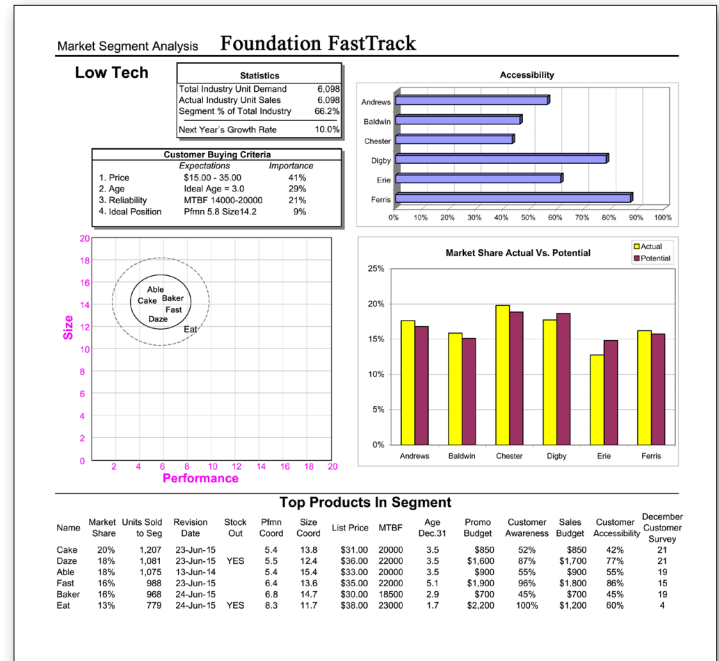 Market Segment Analysis Foundation FastTrack
Low Tech
Statistics
Total Industry Unit Demand 6,098
Actual Industry Unit Sales 6,098
Segment % of Total Industry 66.2%
Next Year's Growth Rate 10.0%
Customer Buying Criteria
Expectations Importance
1. Price $15.00 - 35.00 41%
2. Age Ideal Age = 3.0 29%
3. Reliability MTBF 14000-20000 21%
4. Ideal Position Pfmn 5.8 Size14.2 9%
Accessibility
Andrews
Baldwin
Chester
Digby
Erie
Ferris
0% 10% 20% 30% 40% 50% 60% 70% 80% 90% 100%
20
18
16
14
12
10
8
6
4
2
0
Size
Able
Cake Baker
Fast
Daze
Eat
2 4 6 8 10 12 14 16 18 20
Performance
Market Share Actual Vs. Potential
Actual
Potential
25%
20%
15%
10%
5%
0%
Andrews Baldwin Chester Digby Erie Ferris
Top Products In Segment
Name Market Share Units Sold to Seg Revision Date Stock Out Pfmn Coord Size Coord List Price MTBF Age Dec.31 Promo Budget Customer Awareness Sales Budget Customer Accessibility December Customer Survey
Cake 20% 1,207 23-Jun-15 5.4 13.8 $31.00 20000 3.5 $850 52% $850 42% 21
Daze 18% 1,081 23-Jun-15 YES 5.5 12.4 $36.00 22000 3.5 $1,600 87% $1,700 77% 21
Able 18% 1,075 13-Jun-14 5.4 15.4 $33.00 20000 3.5 $900 55% $900 55% 19
Fast 16% 988 23-Jun-15 6.4 13.6 $35.00 22000 5.1 $1,900 96% $1,800 86% 15
Baker 16% 968 24-Jun-15 6.8 14.7 $30.00 18500 2.9 $700 45% $700 45% 19
Eat 13% 779 24-Jun-15 YES 8.3 11.7 $38.00 23000 1.7 $2,200 100% $1,200 60% 4